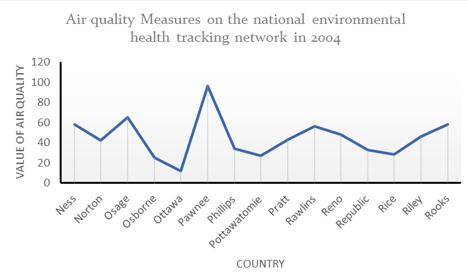 Air quality Measures on the national environmental
health tracking network in 2004
VALUE OF AIR QUALITY
120
100
80
60
40
20
0
Ness
Norton
Osage
Osborne
Ottawa
Pawnee
Phillips
Pottawatomie
Pratt
Rawlins
Reno
Republic
Rice
Riley
Rooks
COUNTRY